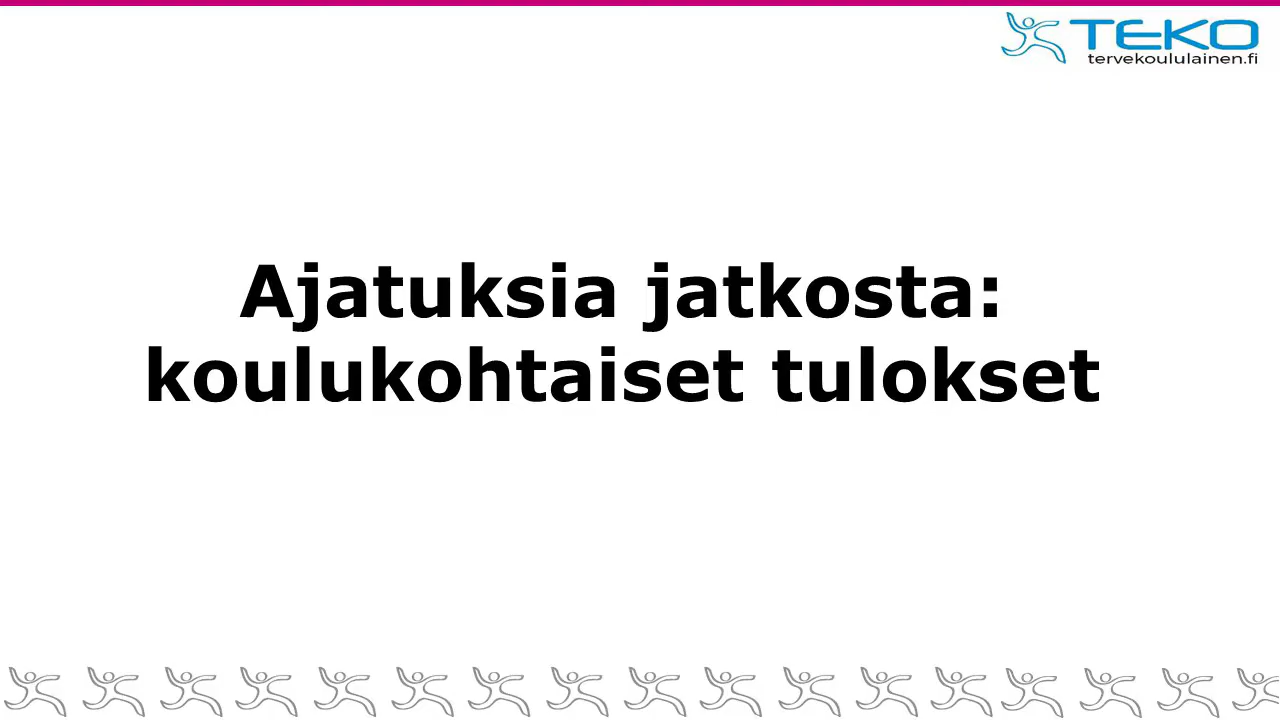 TEKO
tervekoululainen.fi
Ajatuksia jatkosta:
koulukohtaiset tulokset